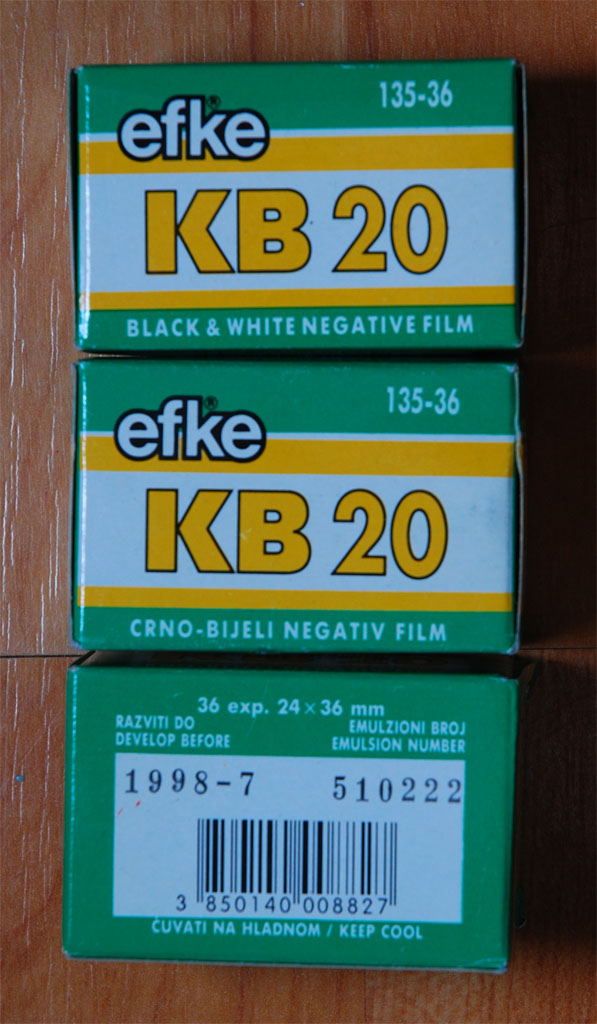 135-36
efke®
KB 20
BLACK & WHITE NEGATIVE FILM
135-36
efke®
KB 20
CRNO-BIJELI NEGATIV FILM
36 exp. 24 × 36 mm
RAZVITI DO EMULZIONI BROJ
DEVELOP BEFORE EMULSION NUMBER
1998-7 510222
3 850140 008827
ČUVATI NA HLADNOM / KEEP COOL